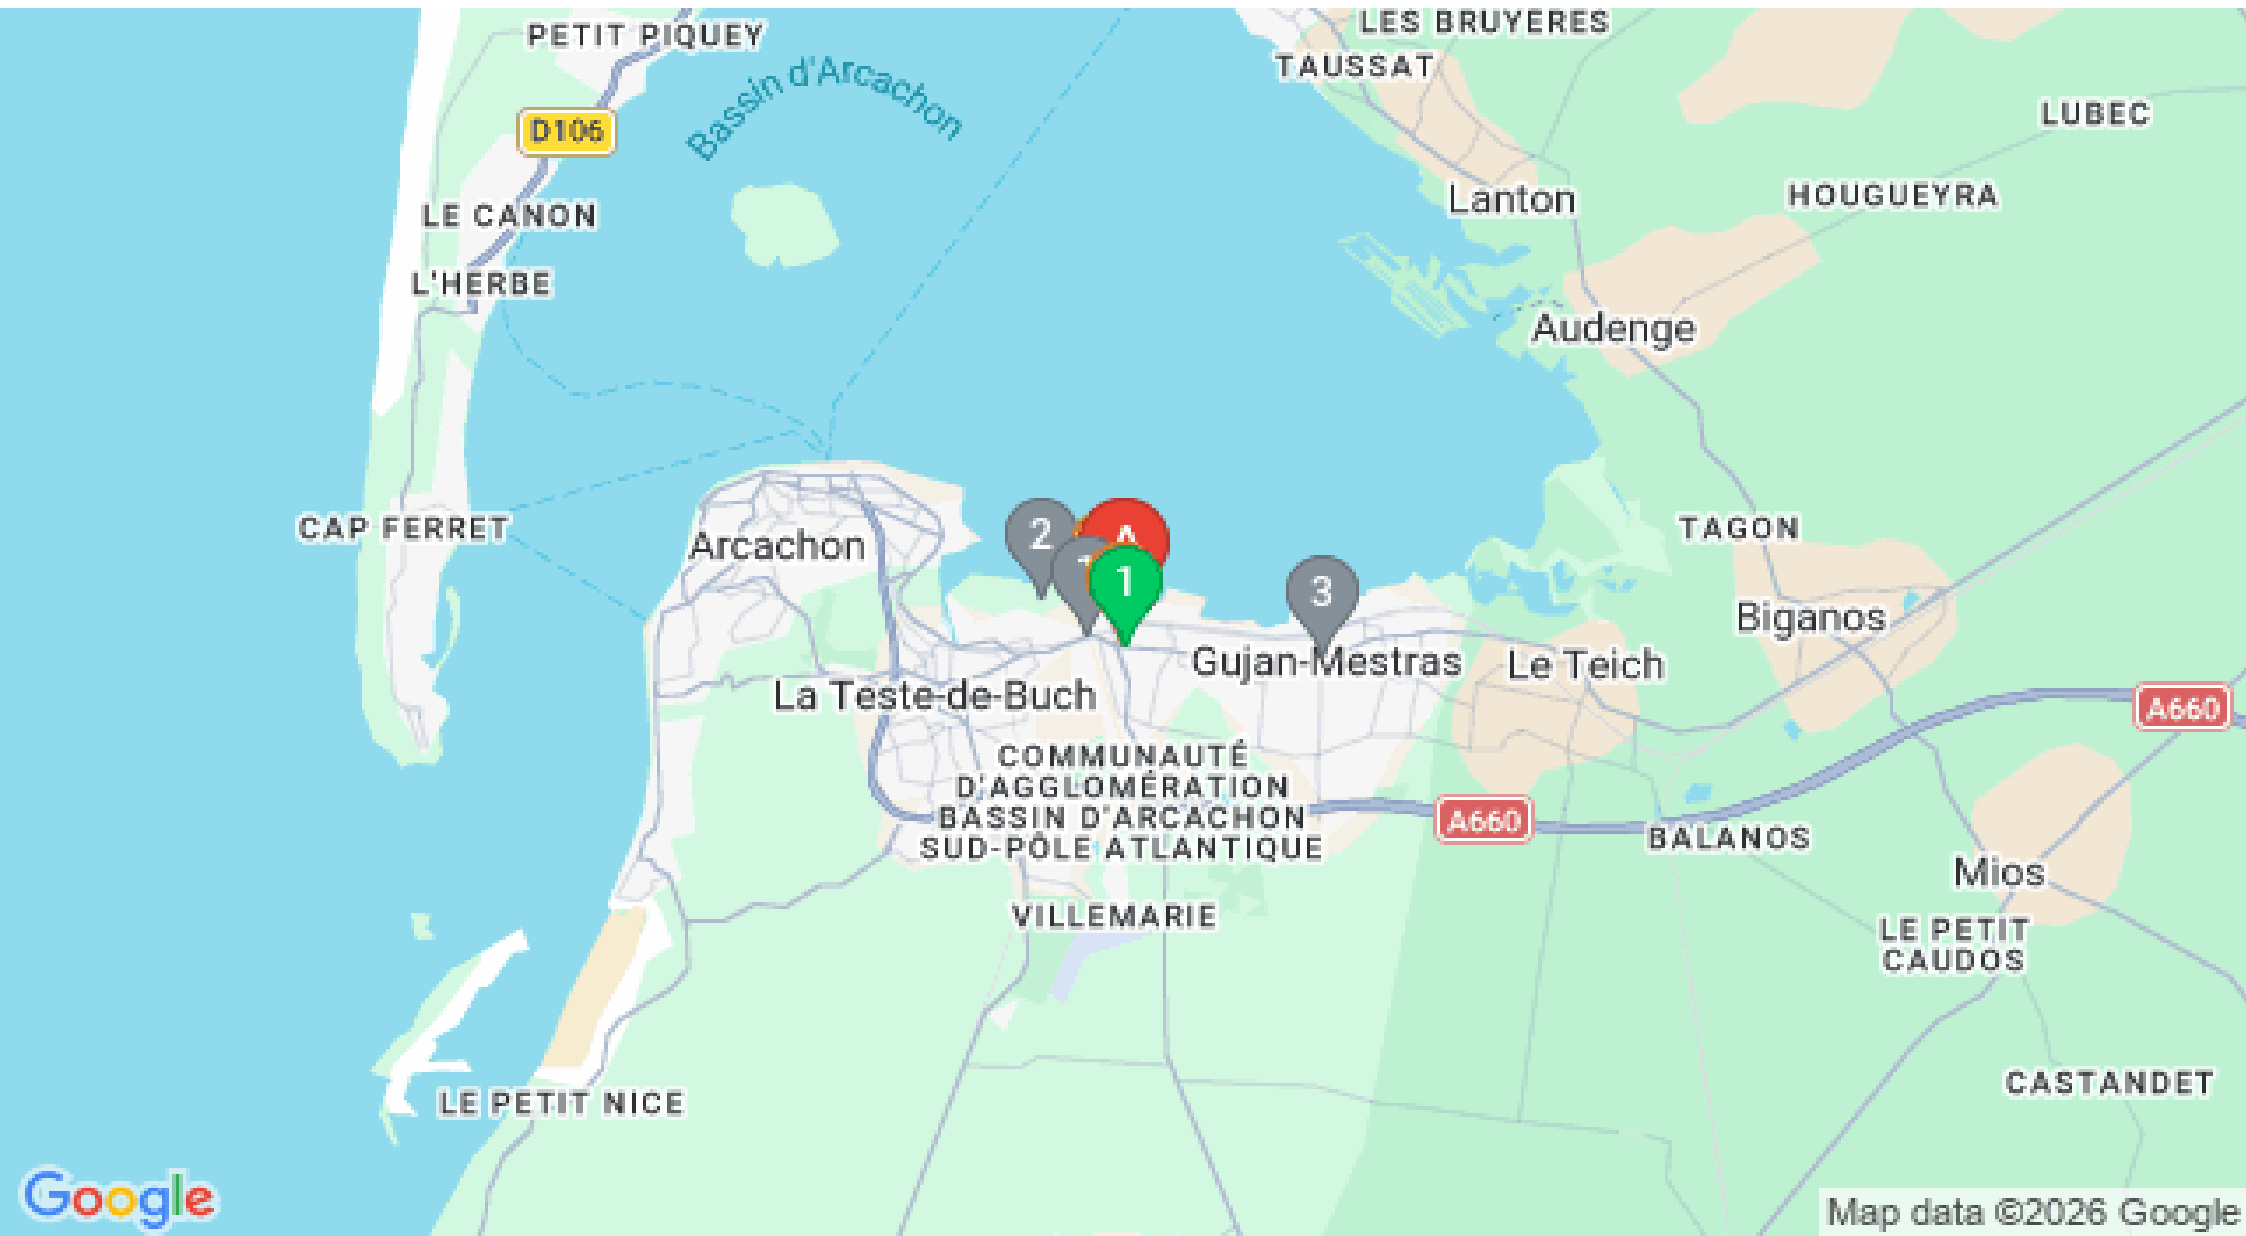 PETIT PIQUEY
LES BRUYERES
TAUSSAT
Bassin d'Arcachon
D106
LUBEC
LE CANON
Lanton
HOUGUEYRA
L'HERBE
Audenge
CAP FERRET
Arcachon
2
A
1
1
3
TAGON
Biganos
Gujan-Mestras
Le Teich
La Teste-de-Buch
A660
COMMUNAUTÉ
D'AGGLOMÉRATION
BASSIN D'ARCACHON
SUD-PÔLE ATLANTIQUE
A660
BALANOS
Mios
VILLEMARIE
LE PETIT
CAUDOS
LE PETIT NICE
CASTANDET
Google
Map data ©2026 Google